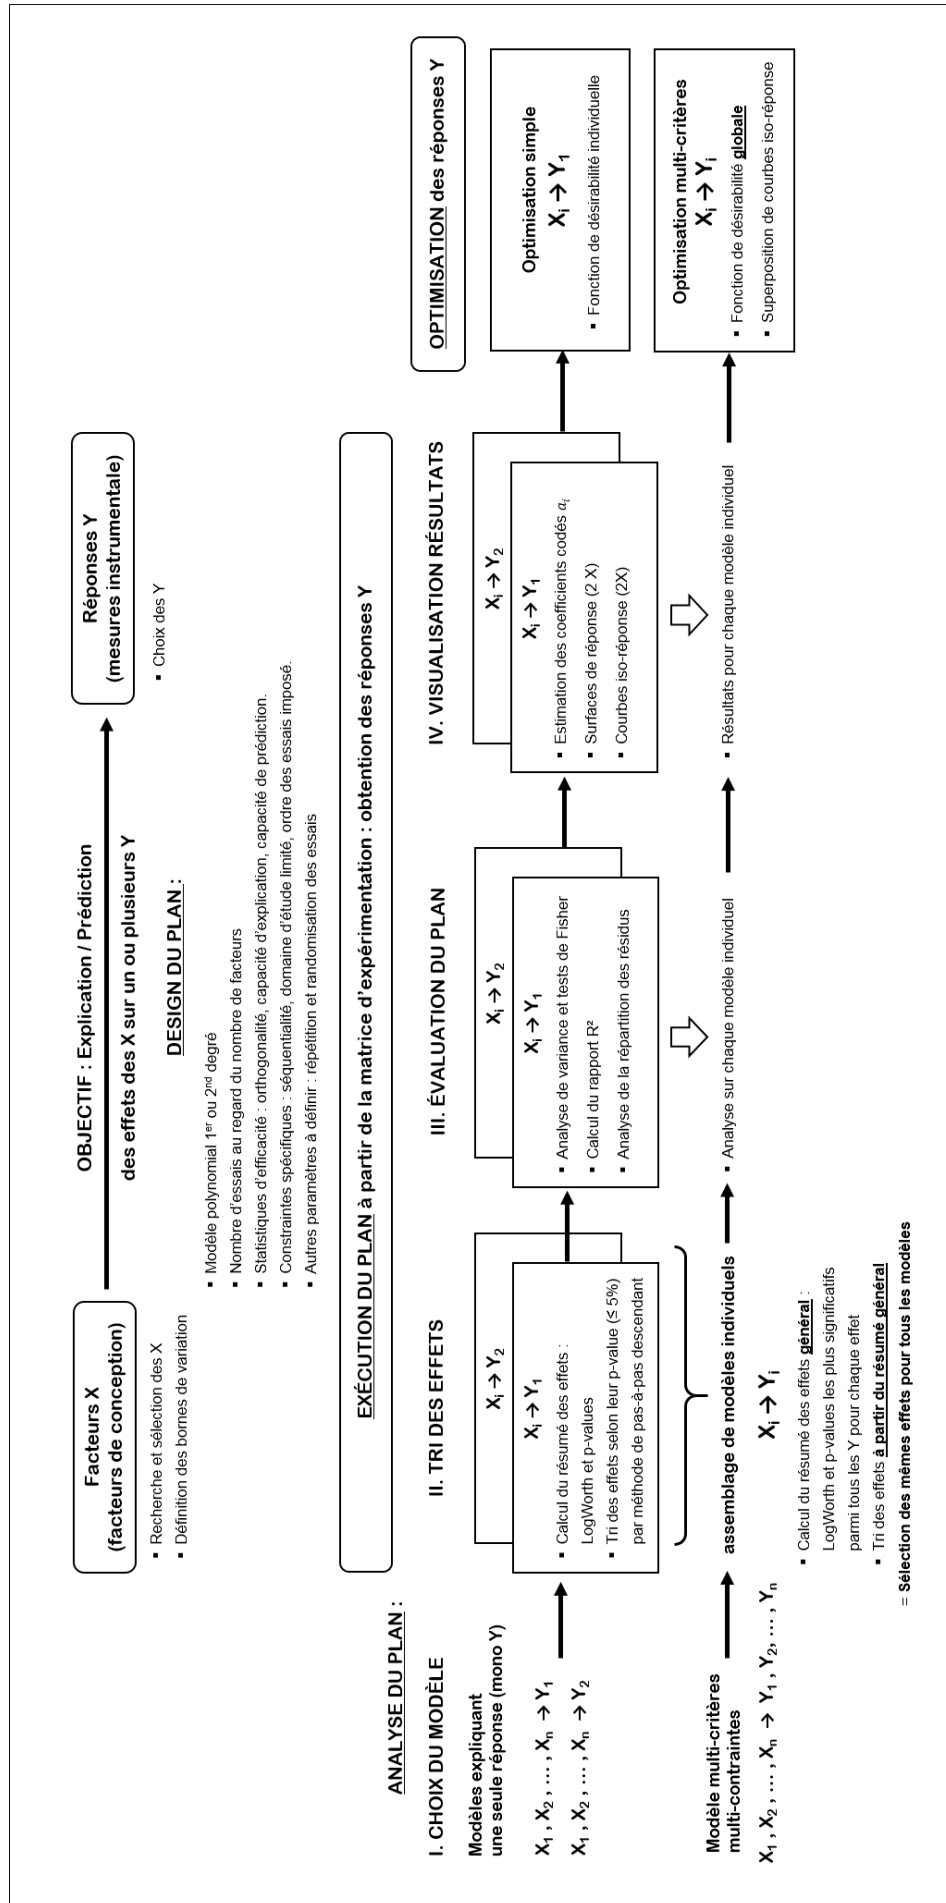 Facteurs X
(facteurs de conception)
▪ Recherche et sélection des X
▪ Définition des bornes de variation
OBJECTIF : Explication / Prédiction
des effets des X sur un ou plusieurs Y
Réponses Y
(mesures instrumentale)
▪ Choix des Y
DESIGN DU PLAN :
▪ Modèle polynomial 1er ou 2nd degré
▪ Nombre d'essais au regard du nombre de facteurs
▪ Statistiques d'efficacité : orthogonalité, capacité d'explication, capacité de prédiction.
▪ Constraintes spécifiques : séquentialité, domaine d'étude limité, ordre des essais imposé.
▪ Autres paramètres à définir : répétition et randomisation des essais
EXÉCUTION DU PLAN à partir de la matrice d'expérimentation : obtention des réponses Y
OPTIMISATION des réponses Y
ANALYSE DU PLAN :
I. CHOIX DU MODÈLE
Modèles expliquant
une seule réponse (mono Y)
X1 , X2 , … , Xn → Y1
X1 , X2 , … , Xn → Y2
II. TRI DES EFFETS
Xi → Y2
Xi → Y1
▪ Calcul du résumé des effets :
LogWorth et p-values
▪ Tri des effets selon leur p-value (≤ 5%)
par méthode de pas-à-pas descendant
III. ÉVALUATION DU PLAN
Xi → Y2
Xi → Y1
▪ Analyse de variance et tests de Fisher
▪ Calcul du rapport R²
▪ Analyse de la répartition des résidus
IV. VISUALISATION RÉSULTATS
Xi → Y2
Xi → Y1
▪ Estimation des coefficients codés ai
▪ Surfaces de réponse (2 X)
▪ Courbes iso-réponse (2X)
Optimisation simple
Xi → Y1
▪ Fonction de désirabilité individuelle
Modèle multi-critères
multi-contraintes
X1 , X2 , … , Xn → Y1 , Y2, … , Yn
assemblage de modèles individuels
Xi → Yi
▪ Calcul du résumé des effets général :
LogWorth et p-values les plus significatifs
parmi tous les Y pour chaque effet
▪ Tri des effets à partir du résumé général
= Sélection des mêmes effets pour tous les modèles
▪ Analyse sur chaque modèle individuel
▪ Résultats pour chaque modèle individuel
Optimisation multi-critères
Xi → Yi
▪ Fonction de désirabilité globale
▪ Superposition de courbes iso-réponse